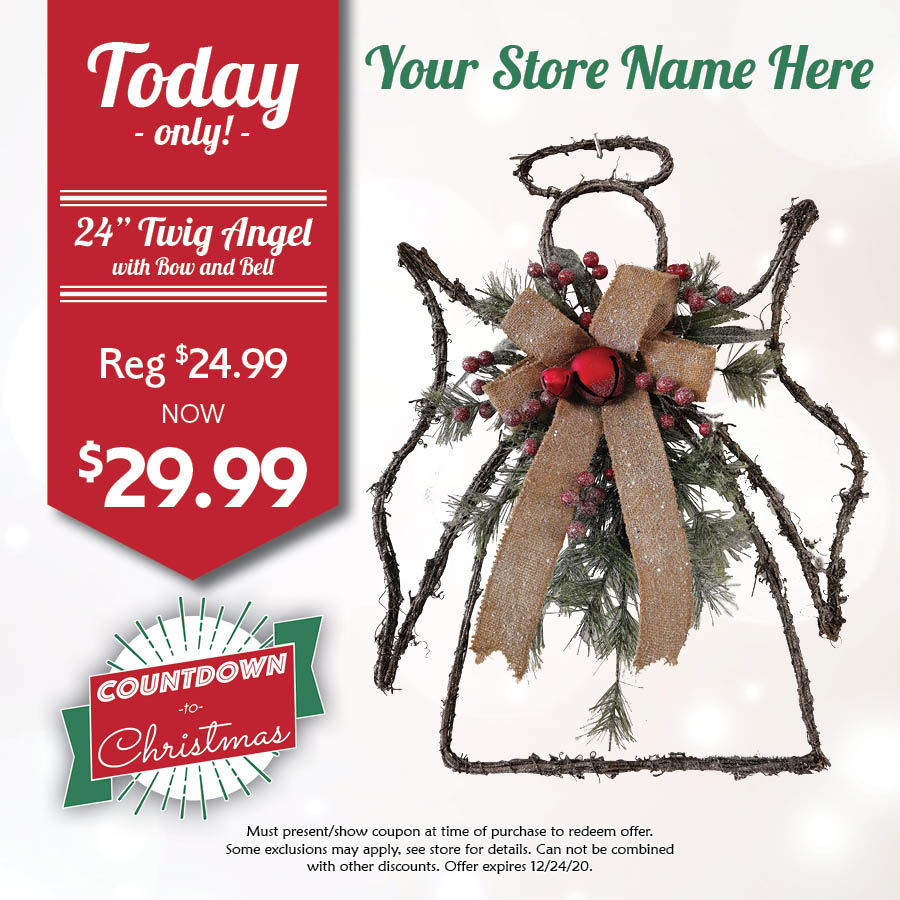 Today
- only! -
24” Twig Angel
with Bow and Bell
Reg $24.99
NOW
$29.99
Your Store Name Here
COUNTDOWN
-to-
Christmas
Must present/show coupon at time of purchase to redeem offer.
Some exclusions may apply, see store for details. Can not be combined
with other discounts. Offer expires 12/24/20.